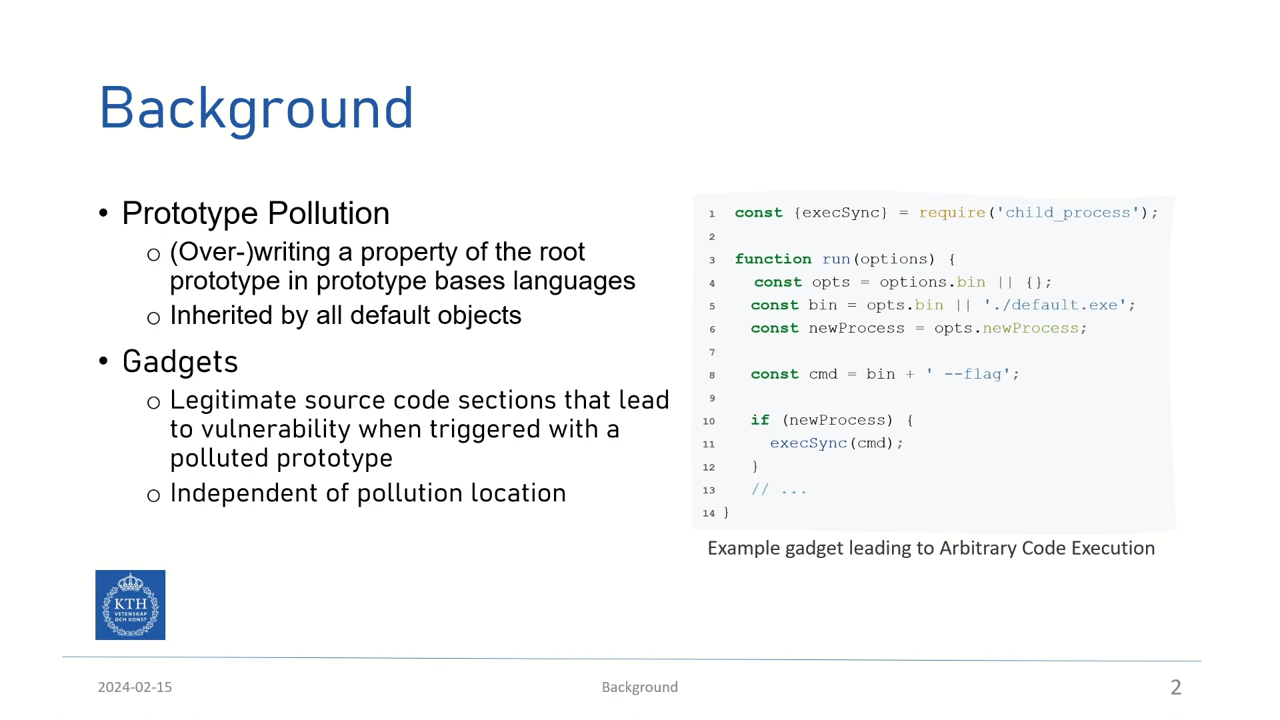 Background
• Prototype Pollution
o (Over-)writing a property of the root
prototype in prototype bases languages
o Inherited by all default objects
• Gadgets
o Legitimate source code sections that lead
to vulnerability when triggered with a
polluted prototype
o Independent of pollution location
1 const {execSync} = require('child_process');
2
3 function run(options) {
4 const opts = options.bin || {};
5 const bin = opts.bin || './default.exe';
6 const newProcess = opts.newProcess;
7
8 const cmd = bin + ' --flag';
9
10 if (newProcess) {
11 execSync(cmd);
12 }
13 // ...
14 }
Example gadget leading to Arbitrary Code Execution
KTH
VETENSKAP
OCH KONST
2024-02-15
Background
2